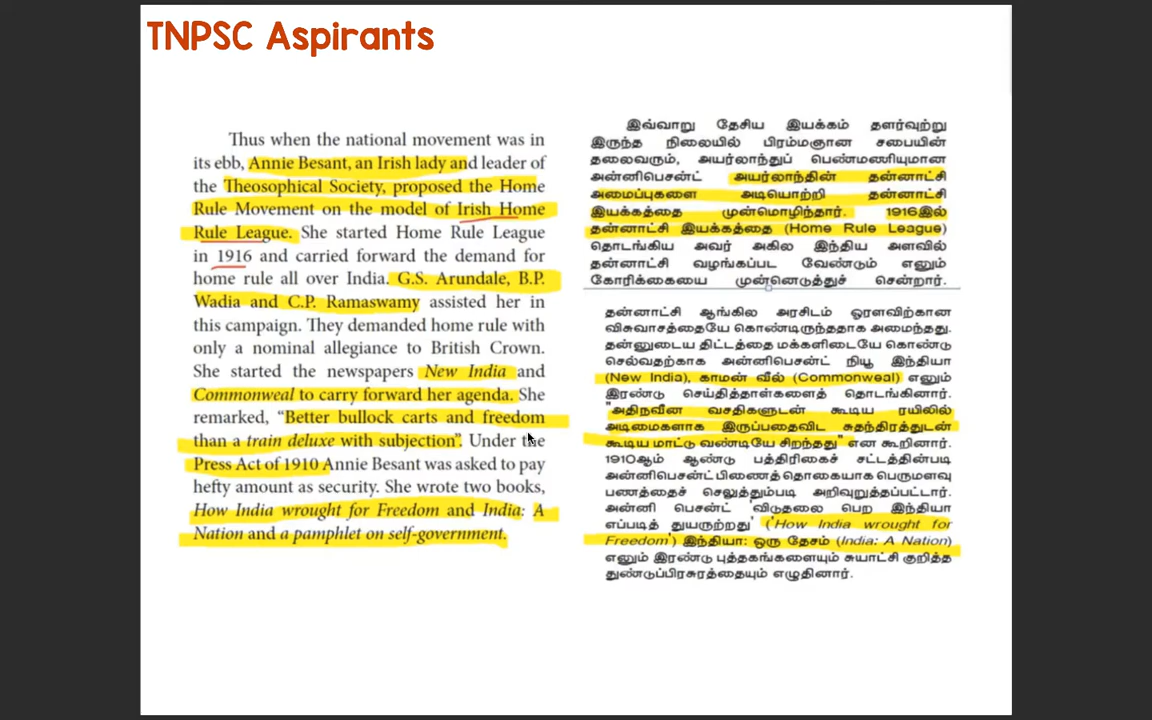 TNPSC Aspirants
Thus when the national movement was in
its ebb, Annie Besant, an Irish lady and leader of
the Theosophical Society, proposed the Home
Rule Movement on the model of Irish Home
Rule League. She started Home Rule League
in 1916 and carried forward the demand for
home rule all over India. G.S. Arundale, B.P.
Wadia and C.P. Ramaswamy assisted her in
this campaign. They demanded home rule with
only a nominal allegiance to British Crown.
She started the newspapers New India and
Commonweal to carry forward her agenda. She
remarked, “Better bullock carts and freedom
than a train deluxe with subjection”. Under the
Press Act of 1910 Annie Besant was asked to pay
hefty amount as security. She wrote two books,
How India wrought for Freedom and India: A
Nation and a pamphlet on self-government.
இவ்வாறு தேசிய இயக்கம் தளர்வுற்று
இருந்த நிலையில் பிரம்மஞான சபையின்
தலைவரும், அயர்லாந்துப் பெண்மணியுமான
அன்னிபெசன்ட் அயர்லாந்தின் தன்னாட்சி
அமைப்புகளை அடியொற்றி தன்னாட்சி
இயக்கத்தை முன்மொழிந்தார். 1916இல்
தன்னாட்சி இயக்கத்தை (Home Rule League)
தொடங்கிய அவர் அகில இந்திய அளவில்
தன்னாட்சி வழங்கப்பட வேண்டும் எனும்
கோரிக்கையை முன்னெடுத்துச் சென்றார்.
தன்னாட்சி ஆங்கில அரசிடம் ஓரளவிற்கான
விசுவாசத்தையே கொண்டிருந்ததாக அமைந்தது.
தன்னுடைய திட்டத்தை மக்களிடையே கொண்டு
செல்வதற்காக அன்னிபெசன்ட் நியூ இந்தியா
(New India), காமன் வீல் (Commonweal) எனும்
இரண்டு செய்தித்தாள்களைத் தொடங்கினார்.
"அதிநவீன வசதிகளுடன் கூடிய ரயிலில்
அடிமைகளாக இருப்பதைவிட சுதந்திரத்துடன்
கூடிய மாட்டு வண்டியே சிறந்தது" என கூறினார்.
1910ஆம் ஆண்டு பத்திரிகைச் சட்டத்தின்படி
அன்னிபெசன்ட் பிணைத் தொகையாக பெருமளவு
பணத்தைச் செலுத்தும்படி அறிவுறுத்தப்பட்டார்.
அன்னி பெசன்ட் 'விடுதலை பெற இந்தியா
எப்படித் துயருற்றது' ('How India wrought for
Freedom') இந்தியா: ஒரு தேசம் (India: A Nation)
எனும் இரண்டு புத்தகங்களையும் சுயாட்சி குறித்த
துண்டுப்பிரசுரத்தையும் எழுதினார்.